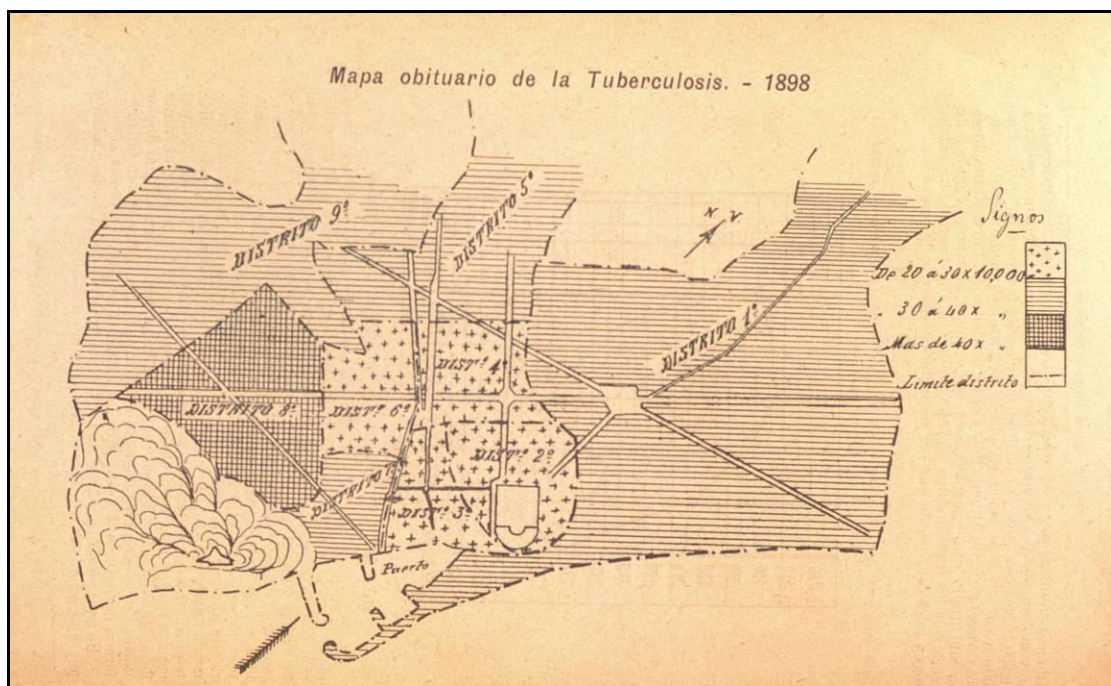 Mapa obituario de la Tuberculosis. - 1898
DISTRITO 9º
DISTRITO 5º
N
DISTRITO 1º
Signos
De 20 á 30 x 10,000
" 30 á 40 x "
Mas de 40 x "
Límite distrito
DISTº 4º
DISTRITO 8º
DISTº 6º
DISTº 2º
DISTRITO
DISTº 3º
Puerto